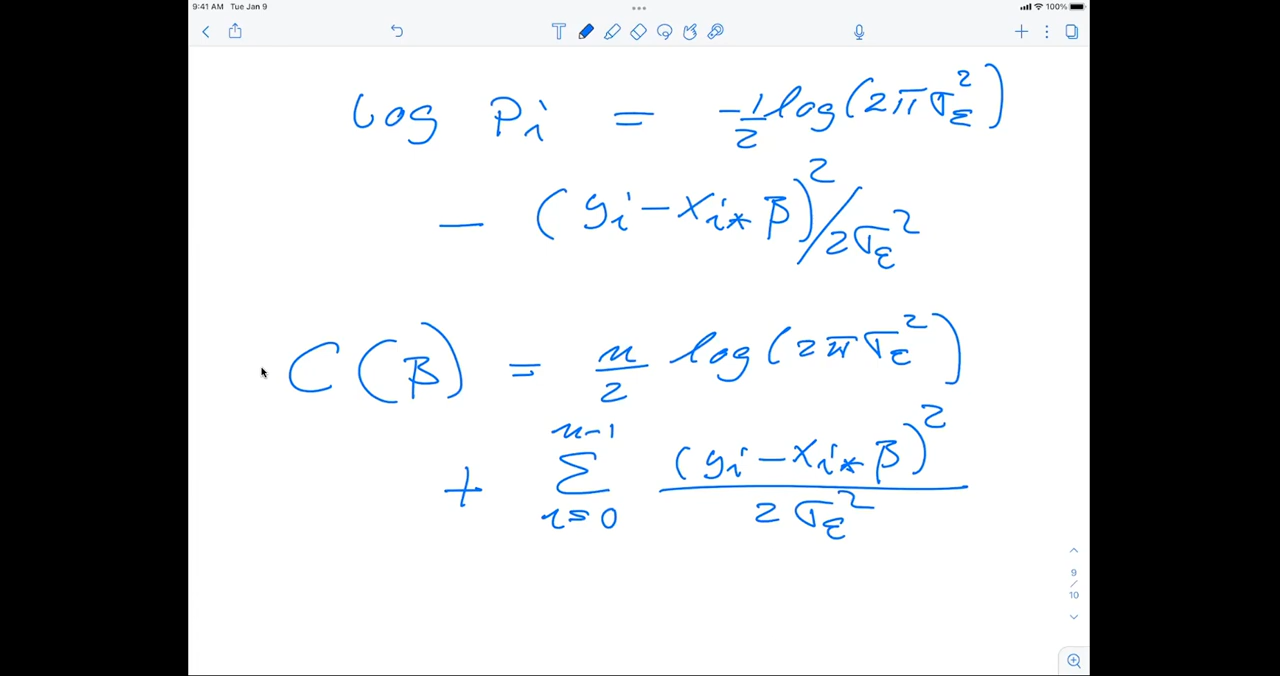 9:41 AM Tue Jan 9
100%
log Pi = -1/2 log(2πσε²)
- (yi - Xi* β)² / 2σε²
C(β) = n/2 log(2πσε²)
+ Σ_{i=0}^{n-1} (yi - Xi* β)² / 2σε²
9
/
10